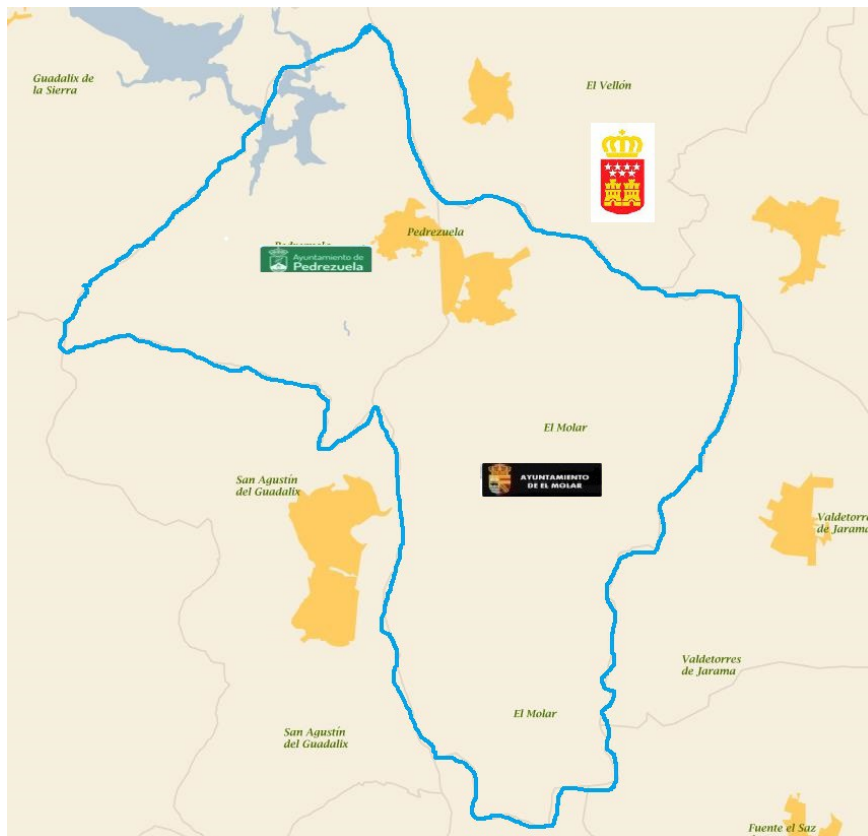 Guadalix de
la Sierra
El Vellón
Pedrezuela
Pedrezuela
Ayuntamiento de
Pedrezuela
El Molar
AYUNTAMIENTO
DE EL MOLAR
San Agustín
del Guadalix
Valdetorres
de Jarama
Valdetorres
de Jarama
El Molar
San Agustín
del Guadalix
Fuente el Saz